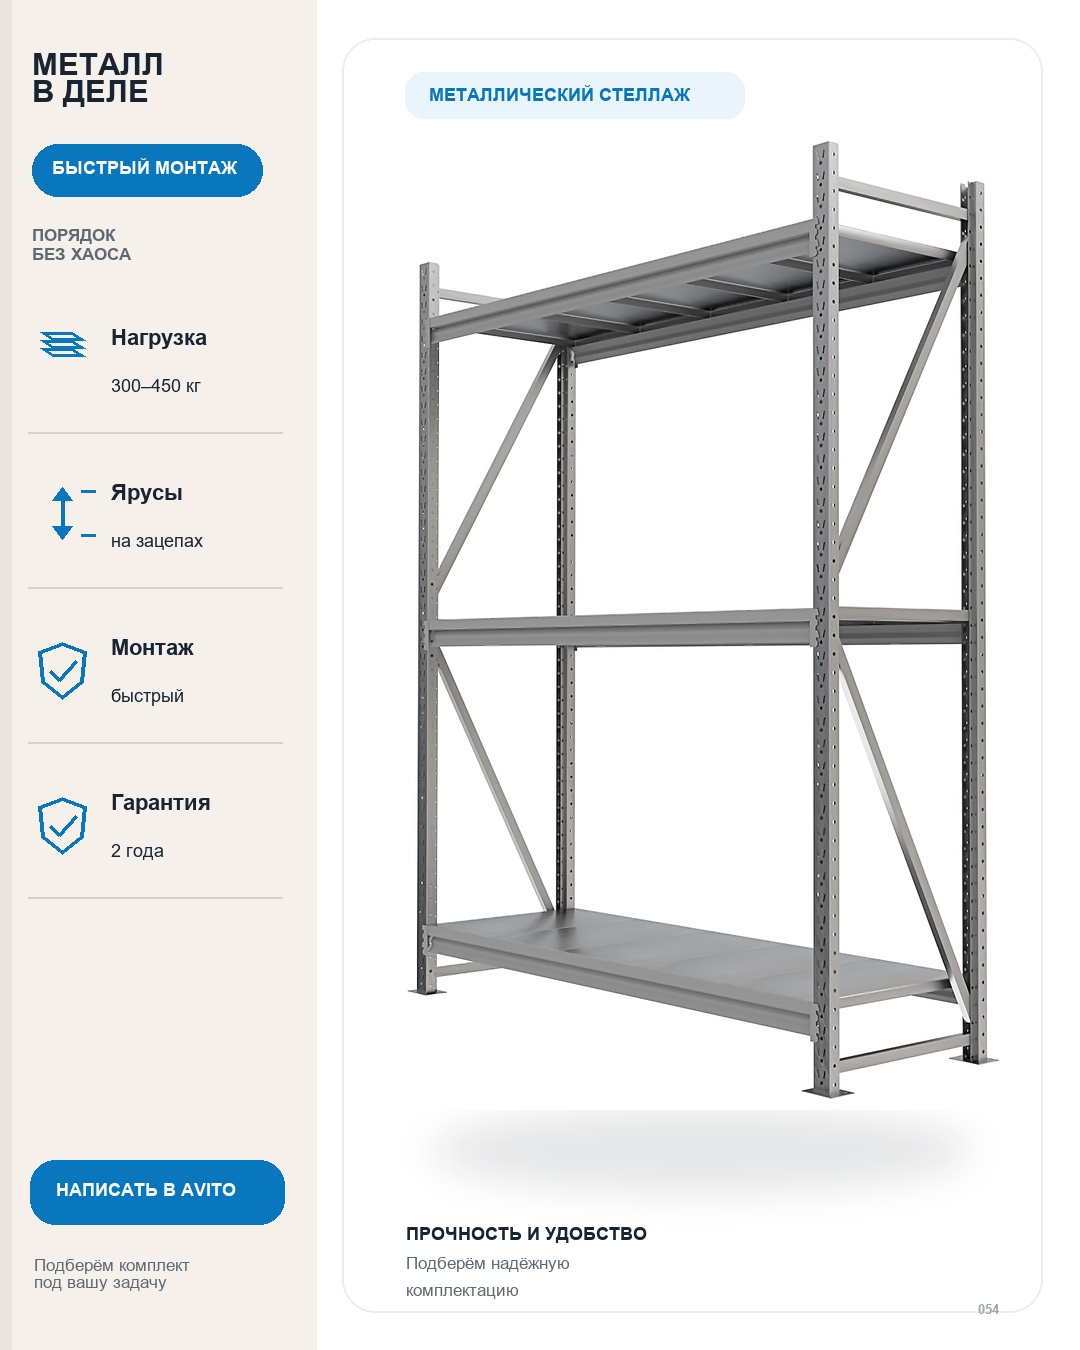 МЕТАЛЛ
В ДЕЛЕ
БЫСТРЫЙ МОНТАЖ
ПОРЯДОК
БЕЗ ХАОСА
Нагрузка
300–450 кг
Ярусы
на зацепах
Монтаж
быстрый
Гарантия
2 года
НАПИСАТЬ В AVITO
Подберём комплект
под вашу задачу
МЕТАЛЛИЧЕСКИЙ СТЕЛЛАЖ
ПРОЧНОСТЬ И УДОБСТВО
Подберём надёжную
комплектацию
054